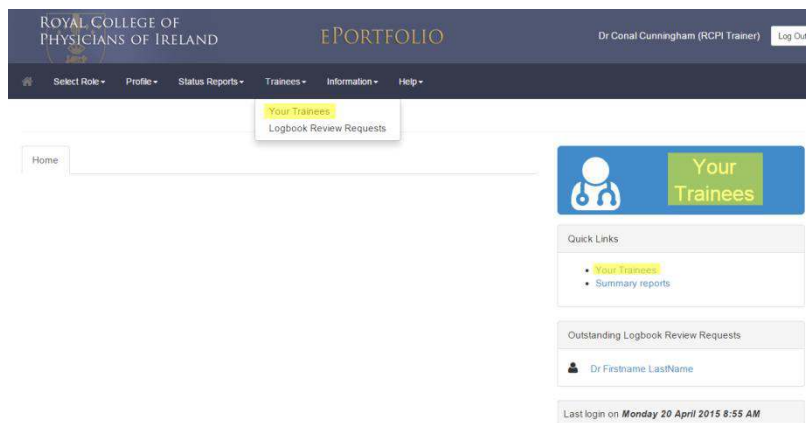 ROYAL COLLEGE OF
PHYSICIANS OF IRELAND
EPORTFOLIO
Dr Conal Cunningham (RCPI Trainer)
Log Out
Select Role
Profile
Status Reports
Trainees
Information
Help
Your Trainees
Logbook Review Requests
Home
Your
Trainees
Quick Links
Your Trainees
Summary reports
Outstanding Logbook Review Requests
Dr Firstname LastName
Last login on Monday 20 April 2015 8:55 AM